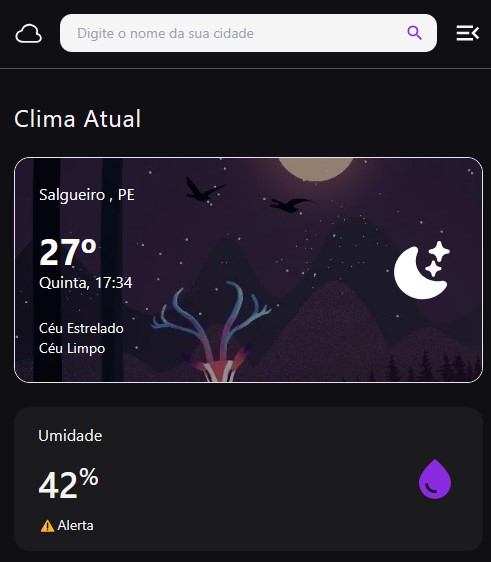 Digite o nome da sua cidade
Clima Atual
Salgueiro , PE
27º
Quinta, 17:34
Céu Estrelado
Céu Limpo
Umidade
42%
⚠️Alerta